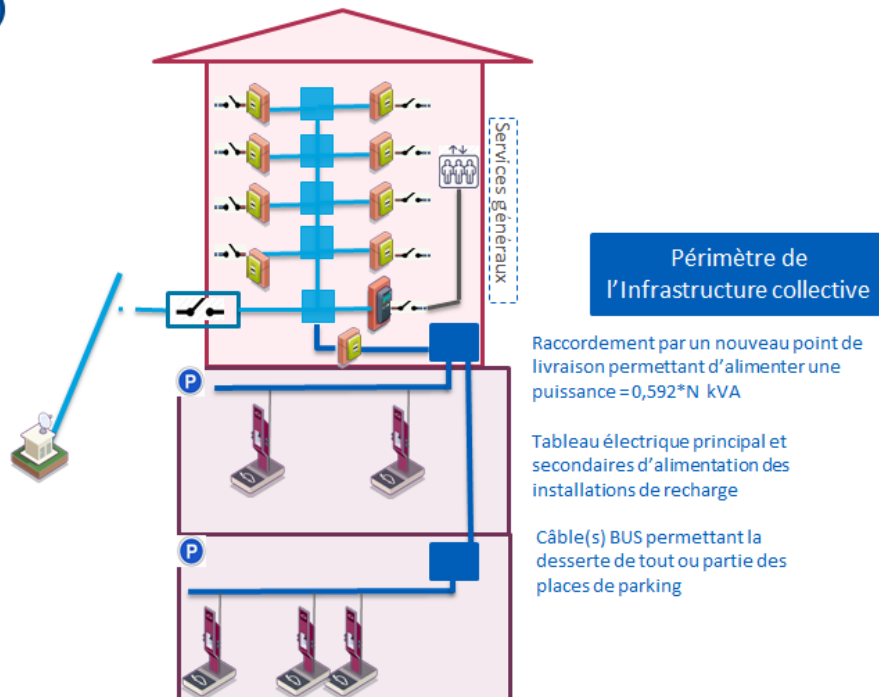 Services généraux
Périmètre de
l'Infrastructure collective
Raccordement par un nouveau point de
livraison permettant d'alimenter une
puissance = 0,592*N kVA
P
Tableau électrique principal et
secondaires d'alimentation des
installations de recharge
P
Câble(s) BUS permettant la
desserte de tout ou partie des
places de parking